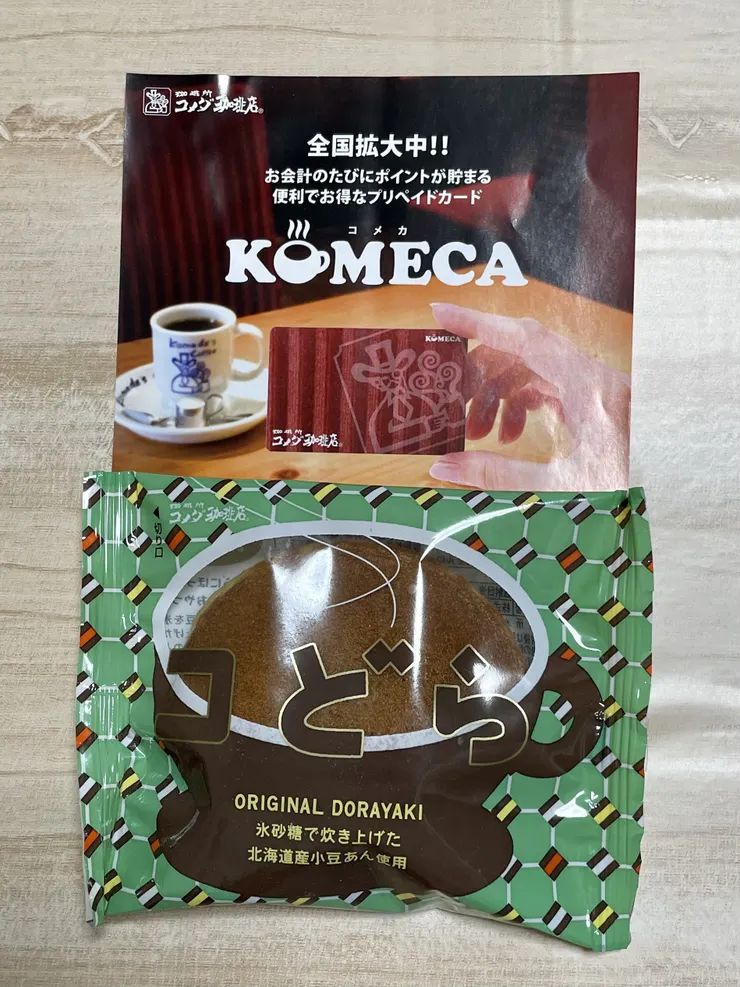 珈琲所
コメダ珈琲店®
全国拡大中!!
お会計のたびにポイントが貯まる
便利でお得なプリペイドカード
コメカ
KOMECA
Komeda's
Coffee
KOMECA
珈琲所
コメダ珈琲店®
珈琲所
コメダ珈琲店®
◀切り口
コどら
ORIGINAL DORAYAKI
氷砂糖で炊き上げた
北海道産小豆あん使用